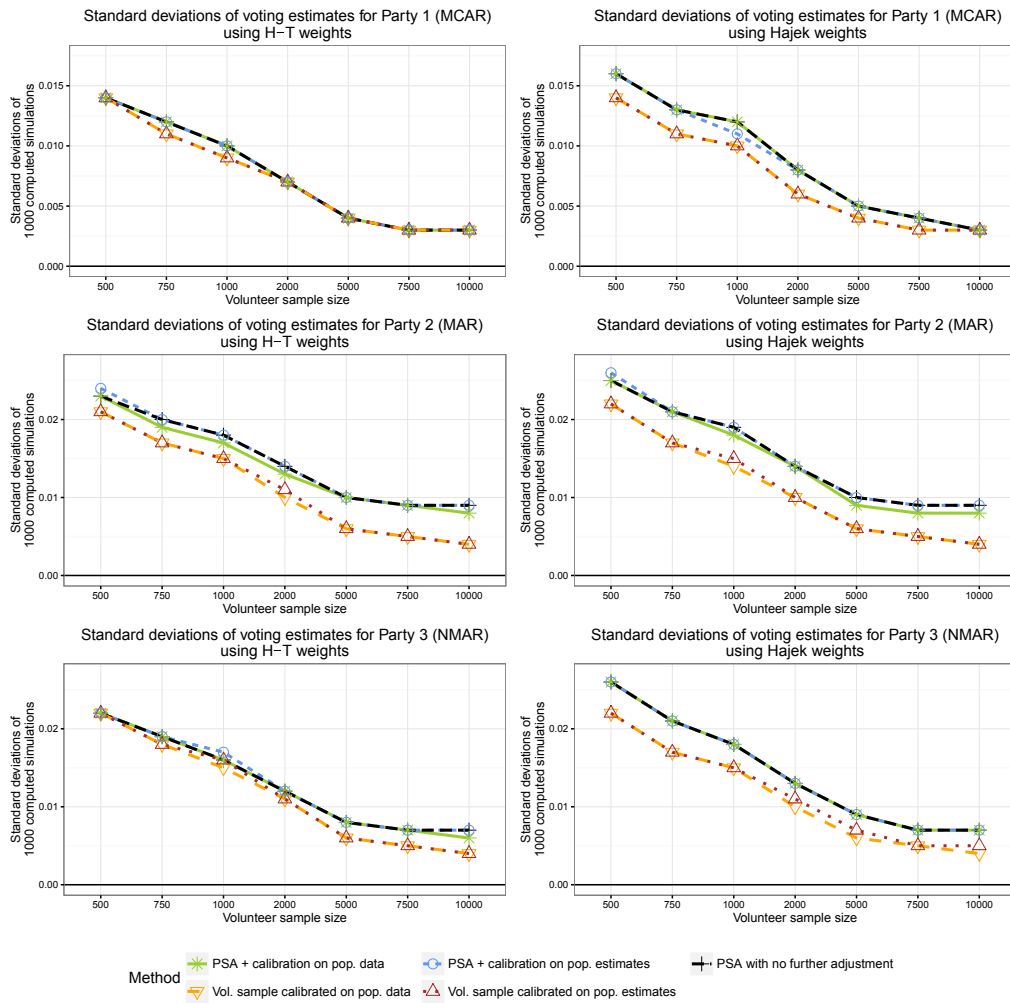 Standard deviations of voting estimates for Party 1 (MCAR)
using H−T weights
Standard deviations of
1000 computed simulations
0.015
0.010
0.005
0.000
500 750 1000 2000 5000 7500 10000
Volunteer sample size
Standard deviations of voting estimates for Party 1 (MCAR)
using Hajek weights
Standard deviations of
1000 computed simulations
0.015
0.010
0.005
0.000
500 750 1000 2000 5000 7500 10000
Volunteer sample size
Standard deviations of voting estimates for Party 2 (MAR)
using H−T weights
Standard deviations of
1000 computed simulations
0.02
0.01
0.00
500 750 1000 2000 5000 7500 10000
Volunteer sample size
Standard deviations of voting estimates for Party 2 (MAR)
using Hajek weights
Standard deviations of
1000 computed simulations
0.02
0.01
0.00
500 750 1000 2000 5000 7500 10000
Volunteer sample size
Standard deviations of voting estimates for Party 3 (NMAR)
using H−T weights
Standard deviations of
1000 computed simulations
0.02
0.01
0.00
500 750 1000 2000 5000 7500 10000
Volunteer sample size
Standard deviations of voting estimates for Party 3 (NMAR)
using Hajek weights
Standard deviations of
1000 computed simulations
0.02
0.01
0.00
500 750 1000 2000 5000 7500 10000
Volunteer sample size
Method
PSA + calibration on pop. data
PSA + calibration on pop. estimates
PSA with no further adjustment
Vol. sample calibrated on pop. data
Vol. sample calibrated on pop. estimates